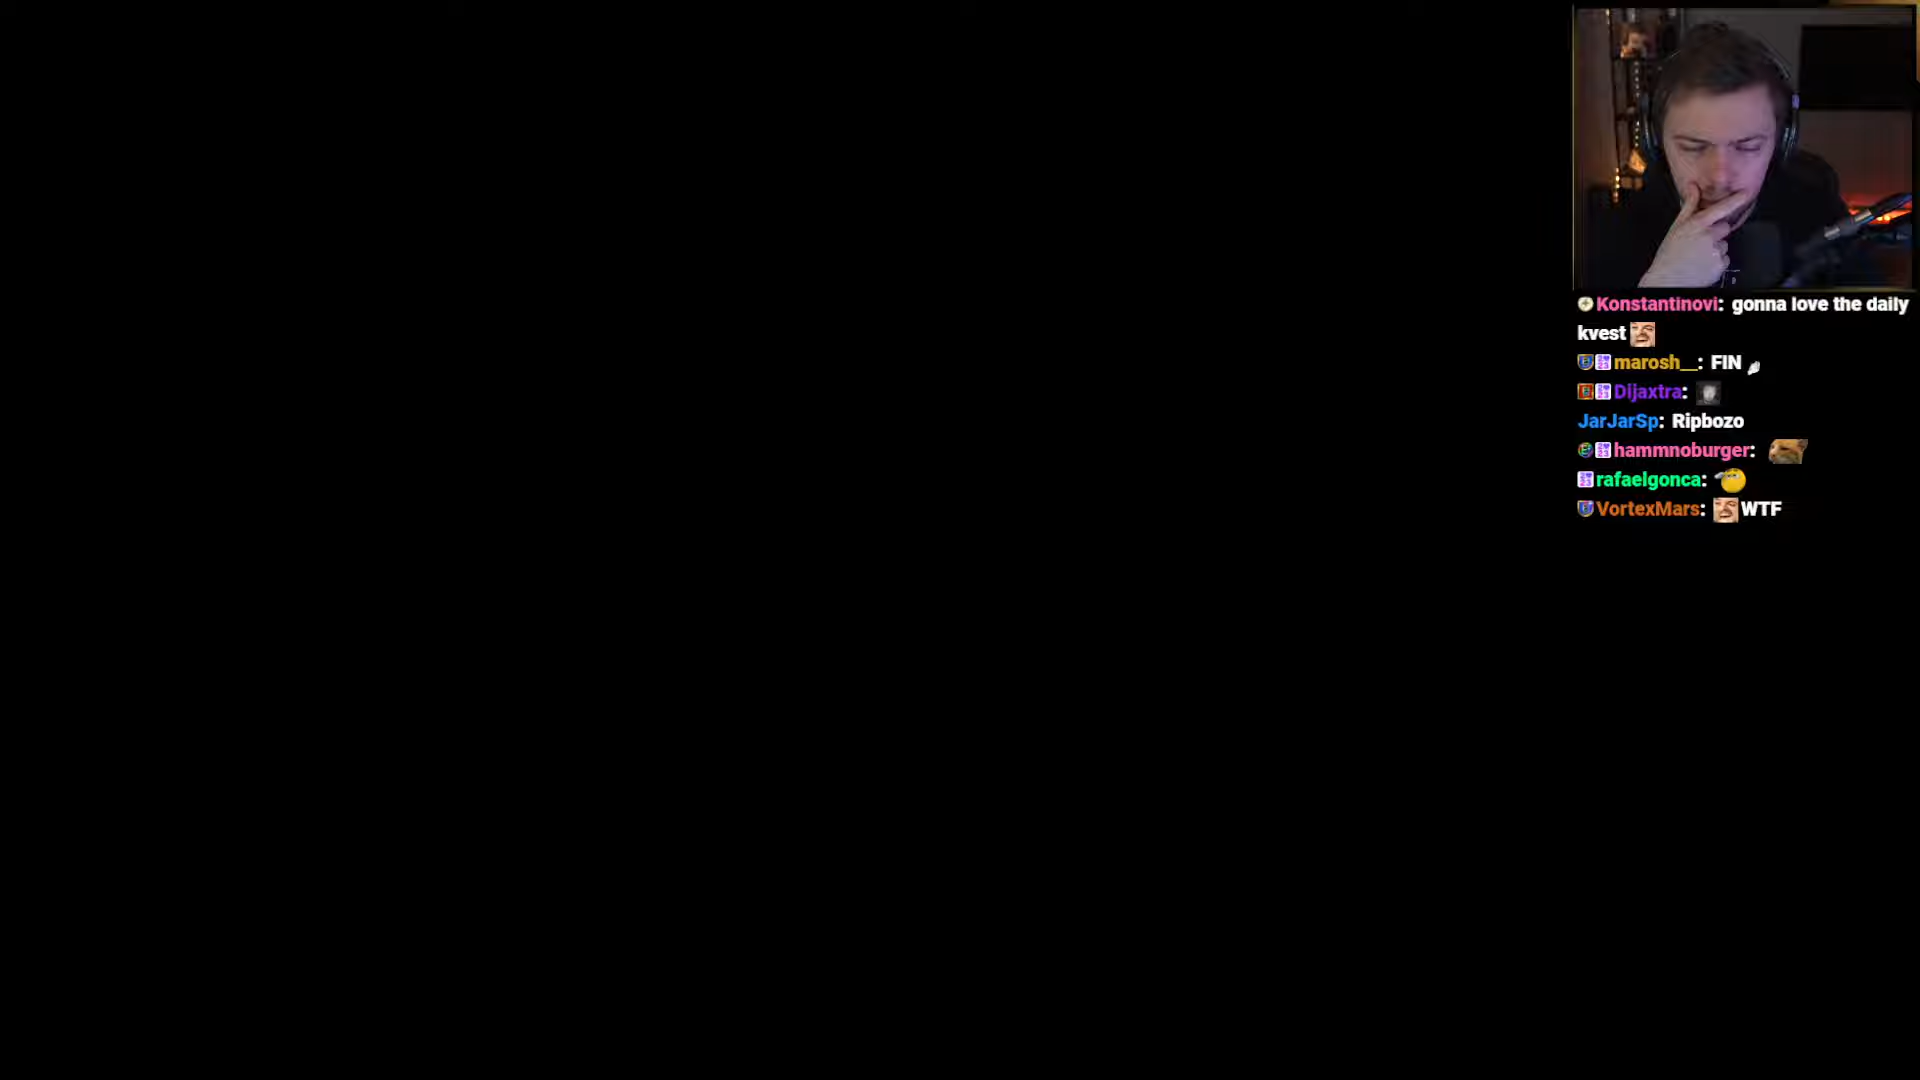 Konstantinovi: gonna love the daily
kvest
marosh__: FIN
Dijaxtra:
JarJarSp: Ripbozo
hammnoburger:
rafaelgonca:
VortexMars: WTF